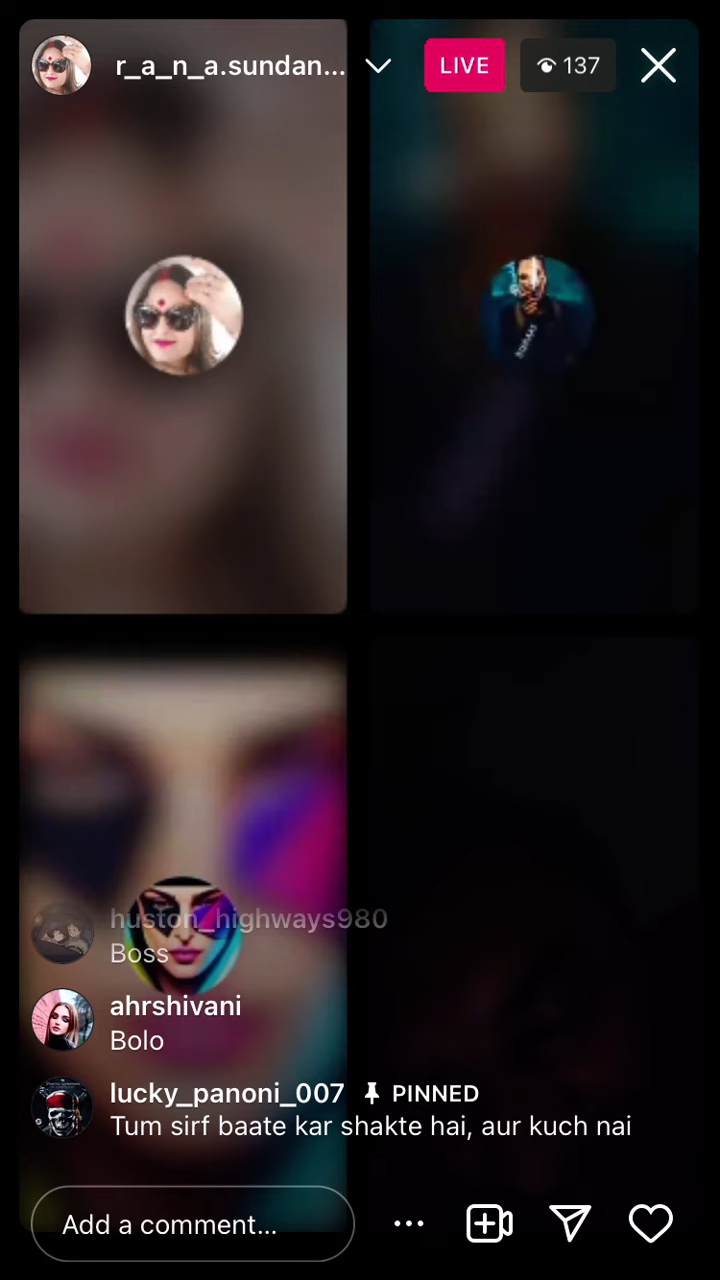 r_a_n_a.sundan...
LIVE
137
huston_highways980
Boss
ahrshivani
Bolo
lucky_panoni_007 PINNED
Tum sirf baate kar shakte hai, aur kuch nai
Add a comment...